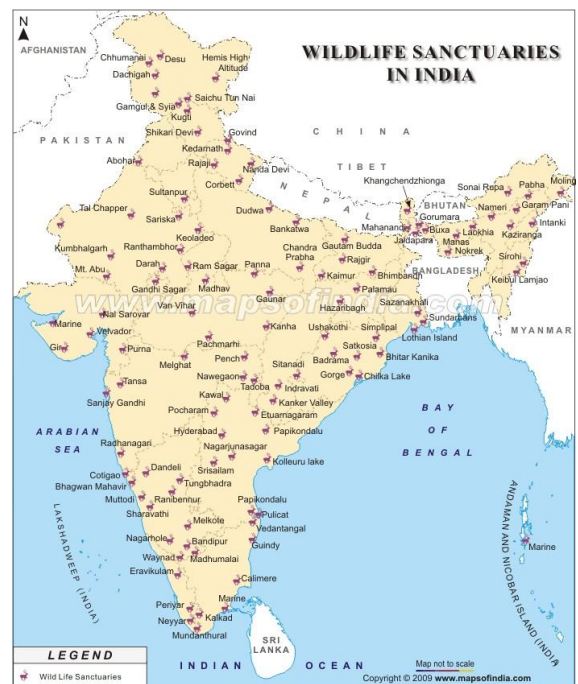 N
WILDLIFE SANCTUARIES
IN INDIA
AFGHANISTAN
Chhumanai
Desu
Hemis High
Altitude
Dachigah
Saichu Tun Nai
Gamgul & Syia
Kugti
PAKISTAN
Shikari Devi
Govind
CHINA
Kedarnath
TIBET
Abohar
Rajaji
Nanda Devi
Corbett
Khangchendzhonga
Moling
Sonai Ropa
Pabha
NEPAL
BHUTAN
Sultanpur
Garam Pani
Nameri
Tal Chapper
Dudwa
Mahananda
Gorumara
Sariska
Bankatwa
Buxa
Laokhia
Intanki
Jaldapara
Manas
Kaziranga
Keoladeo
Gautam Budda
Nokrek
Kumbhalgarh
Ranthambhor
Chandra
Prabha
Rajgir
Sirohi
Darah
Ram Sagar
Panna
Kaimur
Bhimbandh
BANGLADESH
Mt. Abu
Keibul Lamjao
Gandhi Sagar
Madhav
Palamau
www.mapsofindia.com
Gaunar
Hazaribagh
Sazanakhali
Van Vihar
Nal Sarovar
Sundarbans
Marine
Velvador
Kanha
Ushakothi
Simplipal
Lothian Island
MYANMAR
Gir
Purna
Pachmarhi
Satkosia
Melghat
Pench
Badrama
Bhitar Kanika
Sitanadi
Nawegaon
Gorge
Chilka Lake
Tansa
Tadoba
Indravati
Sanjay Gandhi
Kawal
Kanker Valley
Pocharam
Etuarnagaram
BAY
OF
BENGAL
ARABIAN
SEA
Hyderabad
Papikondalu
Radhanagari
Nagarjunasagar
Kolleuru lake
Cotigao
Dandeli
Srisailam
Bhagwan Mahavir
Tungbhadra
Muttodi
Ranibennur
Papikondalu
Sharavathi
Pulicat
Melkote
Vedantangal
Nagarhole
Bandipur
Guindy
Marine
Waynad
Madhumalai
Eravikulam
Calimere
LAKSHADWEEP (INDIA)
ANDAMAN AND NICOBAR ISLAND (INDIA)
Periyar
Marine
Neyyar
Kalkad
Mundanthural
SRI
LANKA
LEGEND
Wild Life Sanctuaries
INDIAN OCEAN
Map not to scale
Copyright © 2009 www.mapsofindia.com